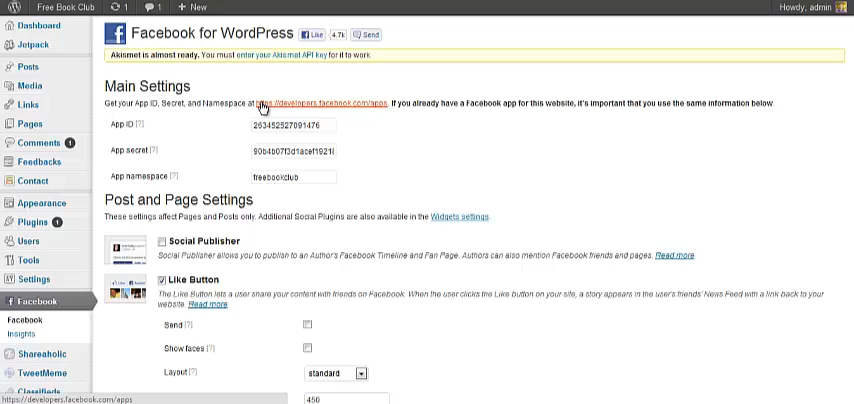 Free Book Club 1 1 + New Howdy, admin
Dashboard
Jetpack
Posts
Media
Links
Pages
Comments 1
Feedbacks
Contact
Appearance
Plugins 1
Users
Tools
Settings
Facebook
Facebook
Insights
Shareaholic
TweetMeme
Classifieds
Facebook for WordPress Like 4.7k Send
Akismet is almost ready. You must enter your Akismet API key for it to work.
Main Settings
Get your App ID, Secret, and Namespace at https://developers.facebook.com/apps. If you already have a Facebook app for this website, it's important that you use the same information below.
App ID [?] 263452527091476
App secret [?] 90b4b07f3d1acef1921
App namespace [?] freebookclub
Post and Page Settings
These settings affect Pages and Posts only. Additional Social Plugins are also available in the Widgets settings.
Social Publisher
Social Publisher allows you to publish to an Author's Facebook Timeline and Fan Page. Authors can also mention Facebook friends and pages. Read more
Like Button
The Like Button lets a user share your content with friends on Facebook. When the user clicks the Like button on your site, a story appears in the user's friends' News Feed with a link back to your
website. Read more
Send [?]
Show faces [?]
Layout [?] standard
450
https://developers.facebook.com/apps